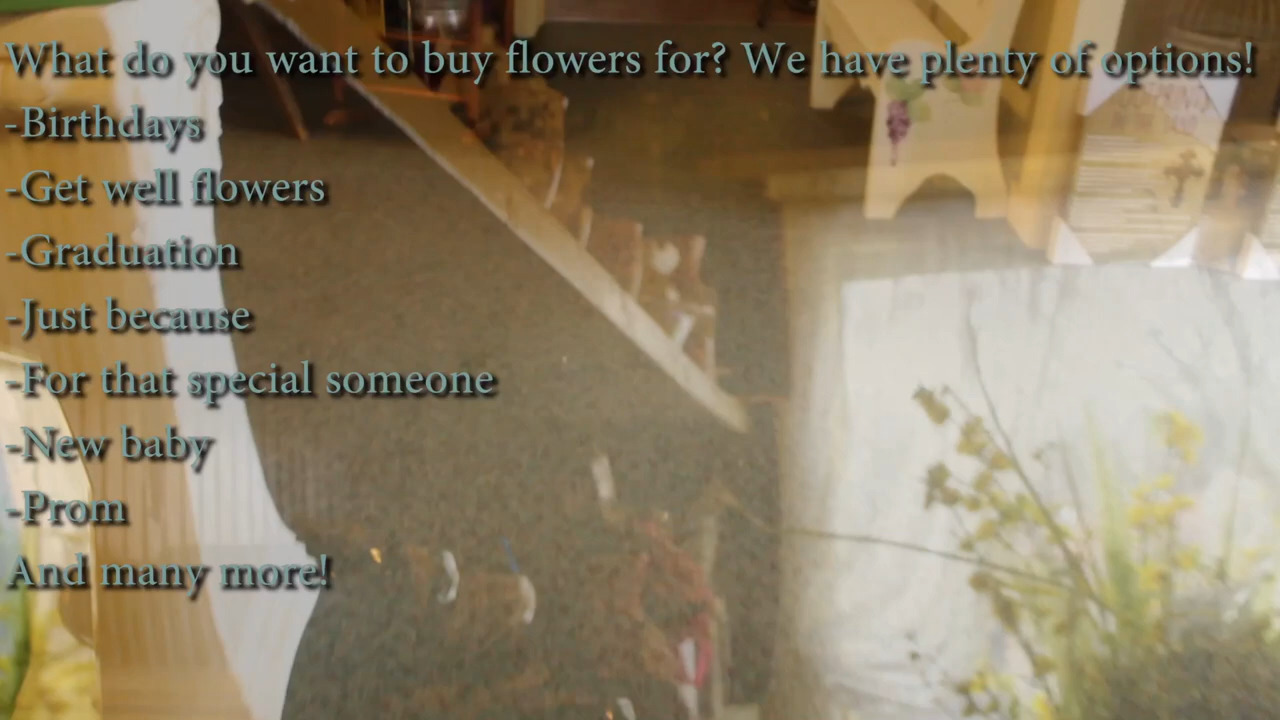 What do you want to buy flowers for? We have plenty of options!
-Birthdays
-Get well flowers
-Graduation
-Just because
-For that special someone
-New baby
-Prom
And many more!